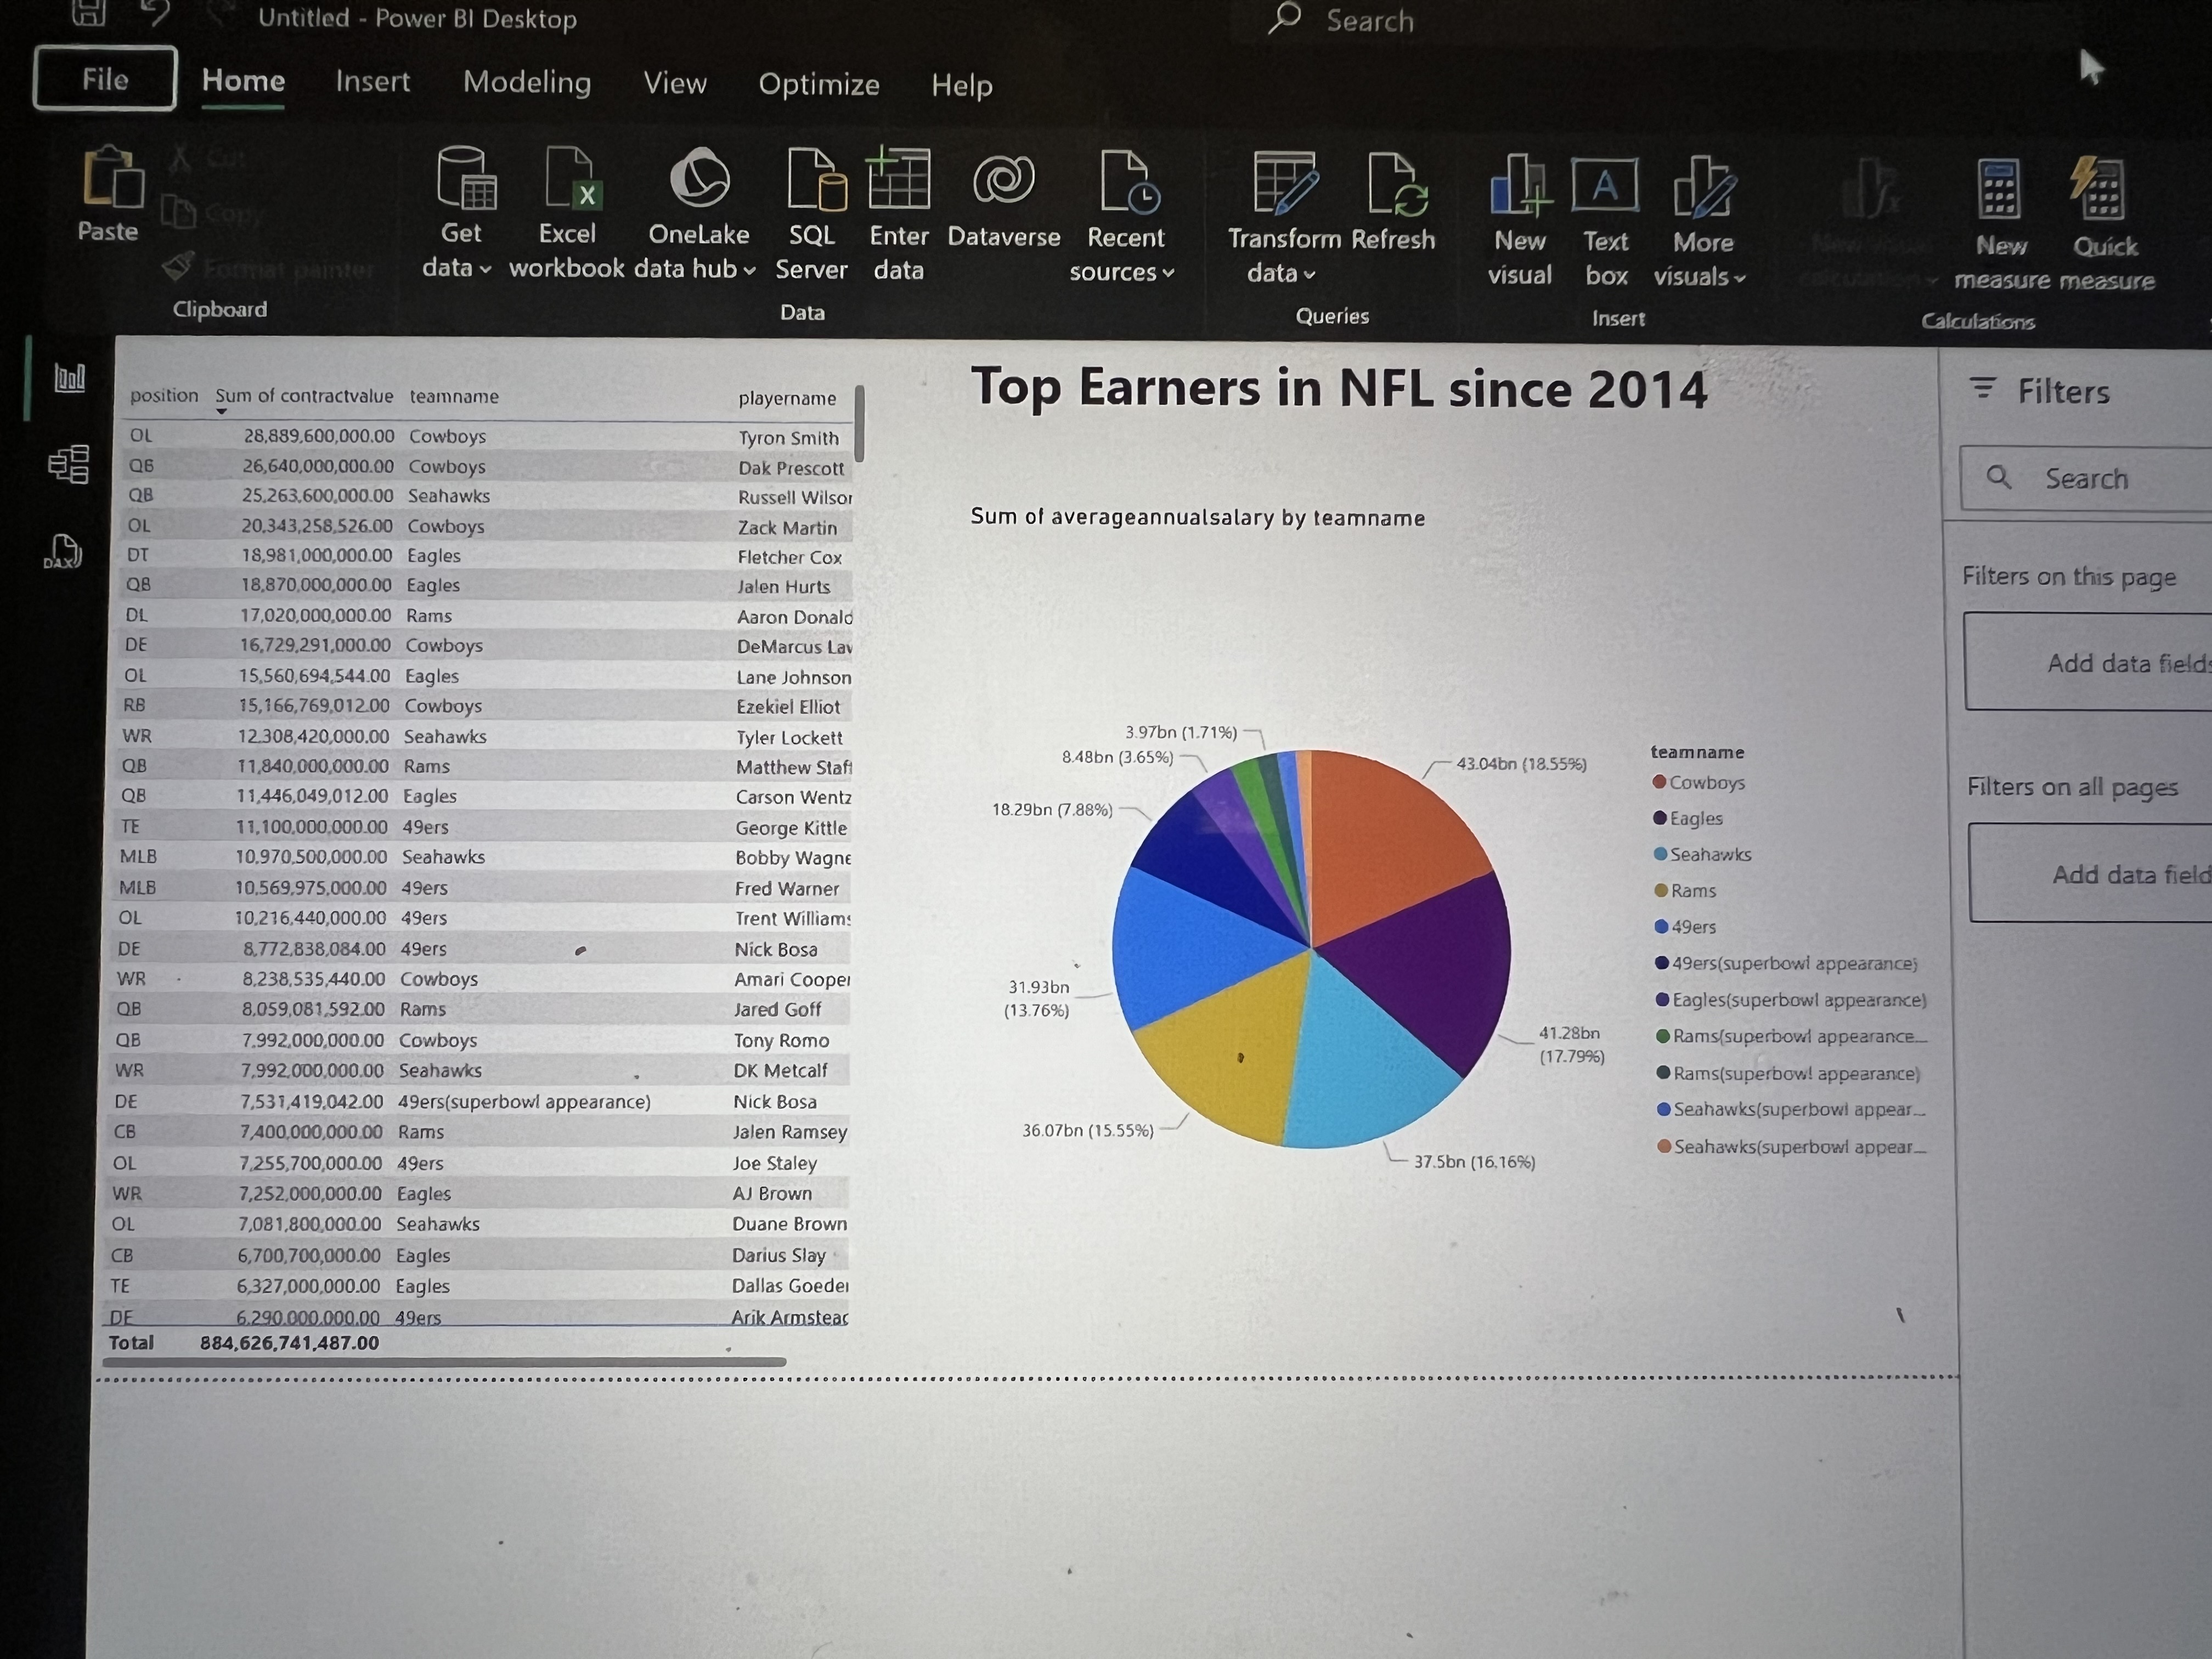 Untitled - Power BI Desktop
Search
File Home Insert Modeling View Optimize Help
Paste
Cut
Copy
Format painter
Clipboard
Get data
Excel workbook
OneLake data hub
SQL Server
Enter data
Dataverse
Recent sources
Data
Transform data
Refresh
Queries
New visual
Text box
More visuals
Insert
New measure
Quick measure
Calculations
DAX
position Sum of contractvalue teamname playername
OL 28,889,600,000.00 Cowboys Tyron Smith
QB 26,640,000,000.00 Cowboys Dak Prescott
QB 25,263,600,000.00 Seahawks Russell Wilsor
OL 20,343,258,526.00 Cowboys Zack Martin
DT 18,981,000,000.00 Eagles Fletcher Cox
QB 18,870,000,000.00 Eagles Jalen Hurts
DL 17,020,000,000.00 Rams Aaron Donald
DE 16,729,291,000.00 Cowboys DeMarcus Lav
OL 15,560,694,544.00 Eagles Lane Johnson
RB 15,166,769,012.00 Cowboys Ezekiel Elliot
WR 12,308,420,000.00 Seahawks Tyler Lockett
QB 11,840,000,000.00 Rams Matthew Staf
QB 11,446,049,012.00 Eagles Carson Wentz
TE 11,100,000,000.00 49ers George Kittle
MLB 10,970,500,000.00 Seahawks Bobby Wagne
MLB 10,569,975,000.00 49ers Fred Warner
OL 10,216,440,000.00 49ers Trent Williams
DE 8,772,838,084.00 49ers Nick Bosa
WR 8,238,535,440.00 Cowboys Amari Cooper
QB 8,059,081,592.00 Rams Jared Goff
QB 7,992,000,000.00 Cowboys Tony Romo
WR 7,992,000,000.00 Seahawks DK Metcalf
DE 7,531,419,042.00 49ers(superbowl appearance) Nick Bosa
CB 7,400,000,000.00 Rams Jalen Ramsey
OL 7,255,700,000.00 49ers Joe Staley
WR 7,252,000,000.00 Eagles AJ Brown
OL 7,081,800,000.00 Seahawks Duane Brown
CB 6,700,700,000.00 Eagles Darius Slay
TE 6,327,000,000.00 Eagles Dallas Goeder
DE 6,290,000,000.00 49ers Arik Armsteac
Total 884,626,741,487.00
Top Earners in NFL since 2014
Sum of averageannualsalary by teamname
3.97bn (1.71%)
8.48bn (3.65%)
18.29bn (7.88%)
31.93bn
(13.76%)
36.07bn (15.55%)
43.04bn (18.55%)
41.28bn
(17.79%)
37.5bn (16.16%)
teamname
Cowboys
Eagles
Seahawks
Rams
49ers
49ers(superbowl appearance)
Eagles(superbowl appearance)
Rams(superbowl appearance...
Rams(superbowl appearance)
Seahawks(superbowl appear...
Seahawks(superbowl appear...
Filters
Search
Filters on this page
Add data fields
Filters on all pages
Add data field